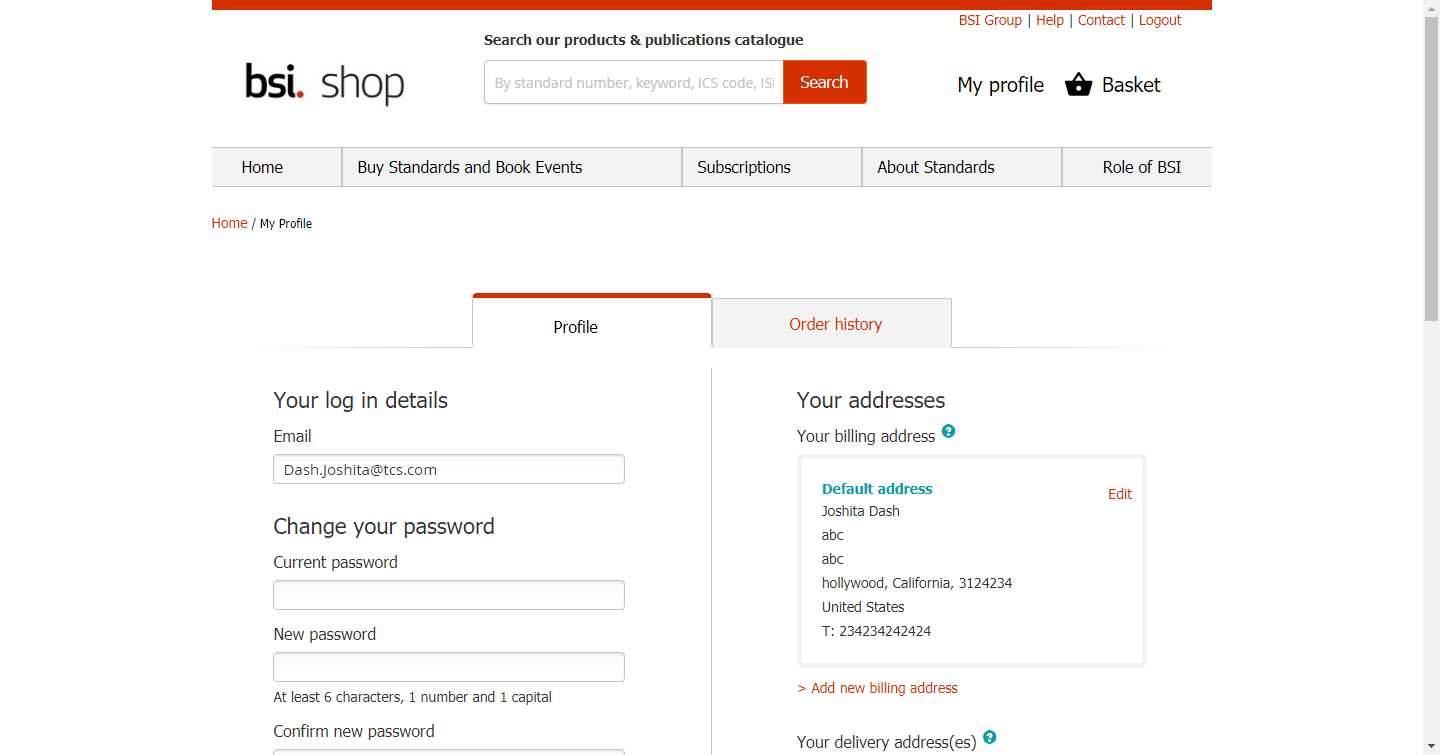 BSI Group | Help | Contact | Logout
Search our products & publications catalogue
bsi. shop
By standard number, keyword, ICS code, ISI
Search
My profile
Basket
Home
Buy Standards and Book Events
Subscriptions
About Standards
Role of BSI
Home / My Profile
Profile
Order history
Your log in details
Email
Dash.Joshita@tcs.com
Change your password
Current password
New password
At least 6 characters, 1 number and 1 capital
Confirm new password
Your addresses
Your billing address
Default address
Edit
Joshita Dash
abc
abc
hollywood, California, 3124234
United States
T: 234234242424
> Add new billing address
Your delivery address(es)